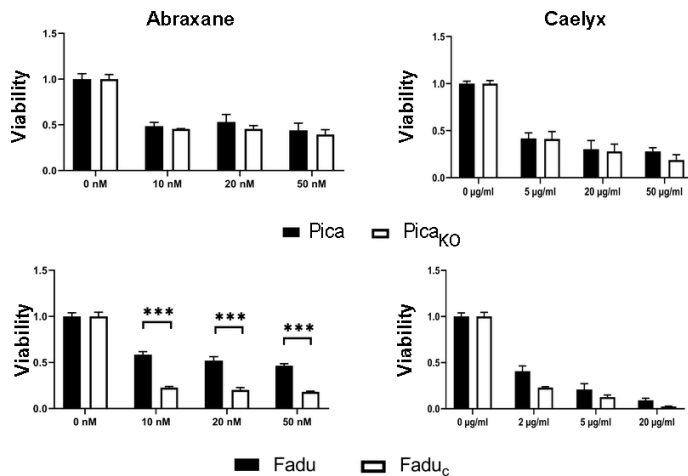 Abraxane
Caelyx
Viability
1.5
1.0
0.5
0.0
0 nM 10 nM 20 nM 50 nM
Viability
1.5
1.0
0.5
0.0
0 µg/ml 5 µg/ml 20 µg/ml 50 µg/ml
Pica PicaKO
Viability
1.5
1.0
0.5
0.0
*** *** ***
0 nM 10 nM 20 nM 50 nM
Viability
1.5
1.0
0.5
0.0
0 µg/ml 2 µg/ml 5 µg/ml 20 µg/ml
Fadu Faduc